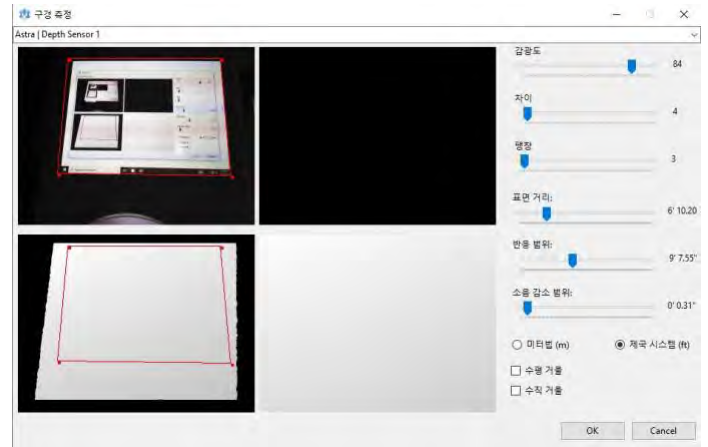 구경 측정
Astra | Depth Sensor 1
감광도
84
차이
4
팽창
3
표면 거리:
6' 10.20
반응 범위:
9' 7.55"
소음 감소 범위:
0' 0.31"
미터법 (m)
제국 시스템 (ft)
수평 거울
수직 거울
OK
Cancel